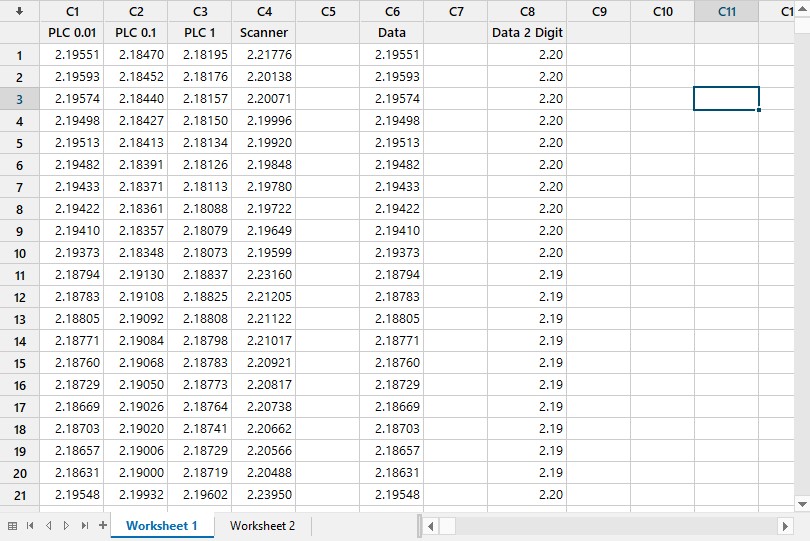 C1 C2 C3 C4 C5 C6 C7 C8 C9 C10 C11 C1
PLC 0.01 PLC 0.1 PLC 1 Scanner Data Data 2 Digit
1 2.19551 2.18470 2.18195 2.21776 2.19551 2.20
2 2.19593 2.18452 2.18176 2.20138 2.19593 2.20
3 2.19574 2.18440 2.18157 2.20071 2.19574 2.20
4 2.19498 2.18427 2.18150 2.19996 2.19498 2.20
5 2.19513 2.18413 2.18134 2.19920 2.19513 2.20
6 2.19482 2.18391 2.18126 2.19848 2.19482 2.20
7 2.19433 2.18371 2.18113 2.19780 2.19433 2.20
8 2.19422 2.18361 2.18088 2.19722 2.19422 2.20
9 2.19410 2.18357 2.18079 2.19649 2.19410 2.20
10 2.19373 2.18348 2.18073 2.19599 2.19373 2.20
11 2.18794 2.19130 2.18837 2.23160 2.18794 2.19
12 2.18783 2.19108 2.18825 2.21205 2.18783 2.19
13 2.18805 2.19092 2.18808 2.21122 2.18805 2.19
14 2.18771 2.19084 2.18798 2.21017 2.18771 2.19
15 2.18760 2.19068 2.18783 2.20921 2.18760 2.19
16 2.18729 2.19050 2.18773 2.20817 2.18729 2.19
17 2.18669 2.19026 2.18764 2.20738 2.18669 2.19
18 2.18703 2.19020 2.18741 2.20662 2.18703 2.19
19 2.18657 2.19006 2.18729 2.20566 2.18657 2.19
20 2.18631 2.19000 2.18719 2.20488 2.18631 2.19
21 2.19548 2.19932 2.19602 2.23950 2.19548 2.20
Worksheet 1 Worksheet 2